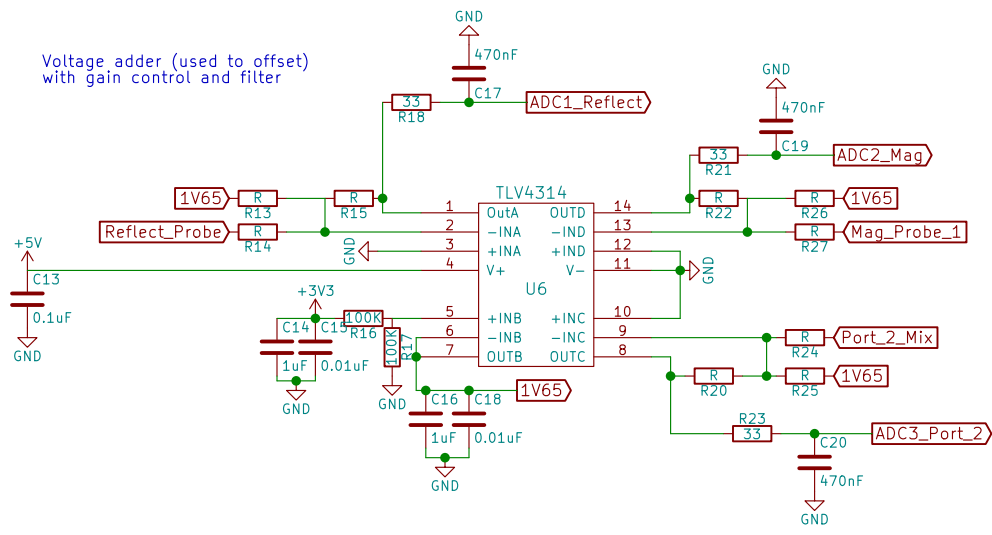 Voltage adder (used to offset)
with gain control and filter
GND
470nF
C17
33
R18
ADC1_Reflect
GND
470nF
C19
33
R21
ADC2_Mag
1V65
R
R13
R
R15
Reflect_Probe
R
R14
TLV4314
1
OutA
2
-INA
3
+INA
4
V+
5
+INB
6
-INB
7
OUTB
U6
OUTD
14
-IND
13
+IND
12
V-
11
+INC
10
-INC
9
OUTC
8
R
R22
R
R26
1V65
R
R27
Mag_Probe_1
GND
GND
+5V
C13
0.1uF
GND
+3V3
C14
1uF
C15
0.01uF
GND
100K
R16
100K
R17
GND
C16
1uF
C18
0.01uF
GND
1V65
R
R24
Port_2_Mix
R
R20
R
R25
1V65
R23
33
ADC3_Port_2
C20
470nF
GND